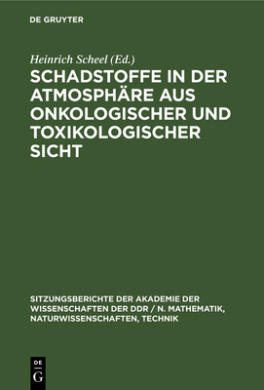 DE GRUYTER
Heinrich Scheel (Ed.)
SCHADSTOFFE IN DER
ATMOSPHÄRE AUS
ONKOLOGISCHER UND
TOXIKOLOGISCHER
SICHT
SITZUNGSBERICHTE DER AKADEMIE DER
WISSENSCHAFTEN DER DDR / N. MATHEMATIK,
NATURWISSENSCHAFTEN, TECHNIK
DE
G